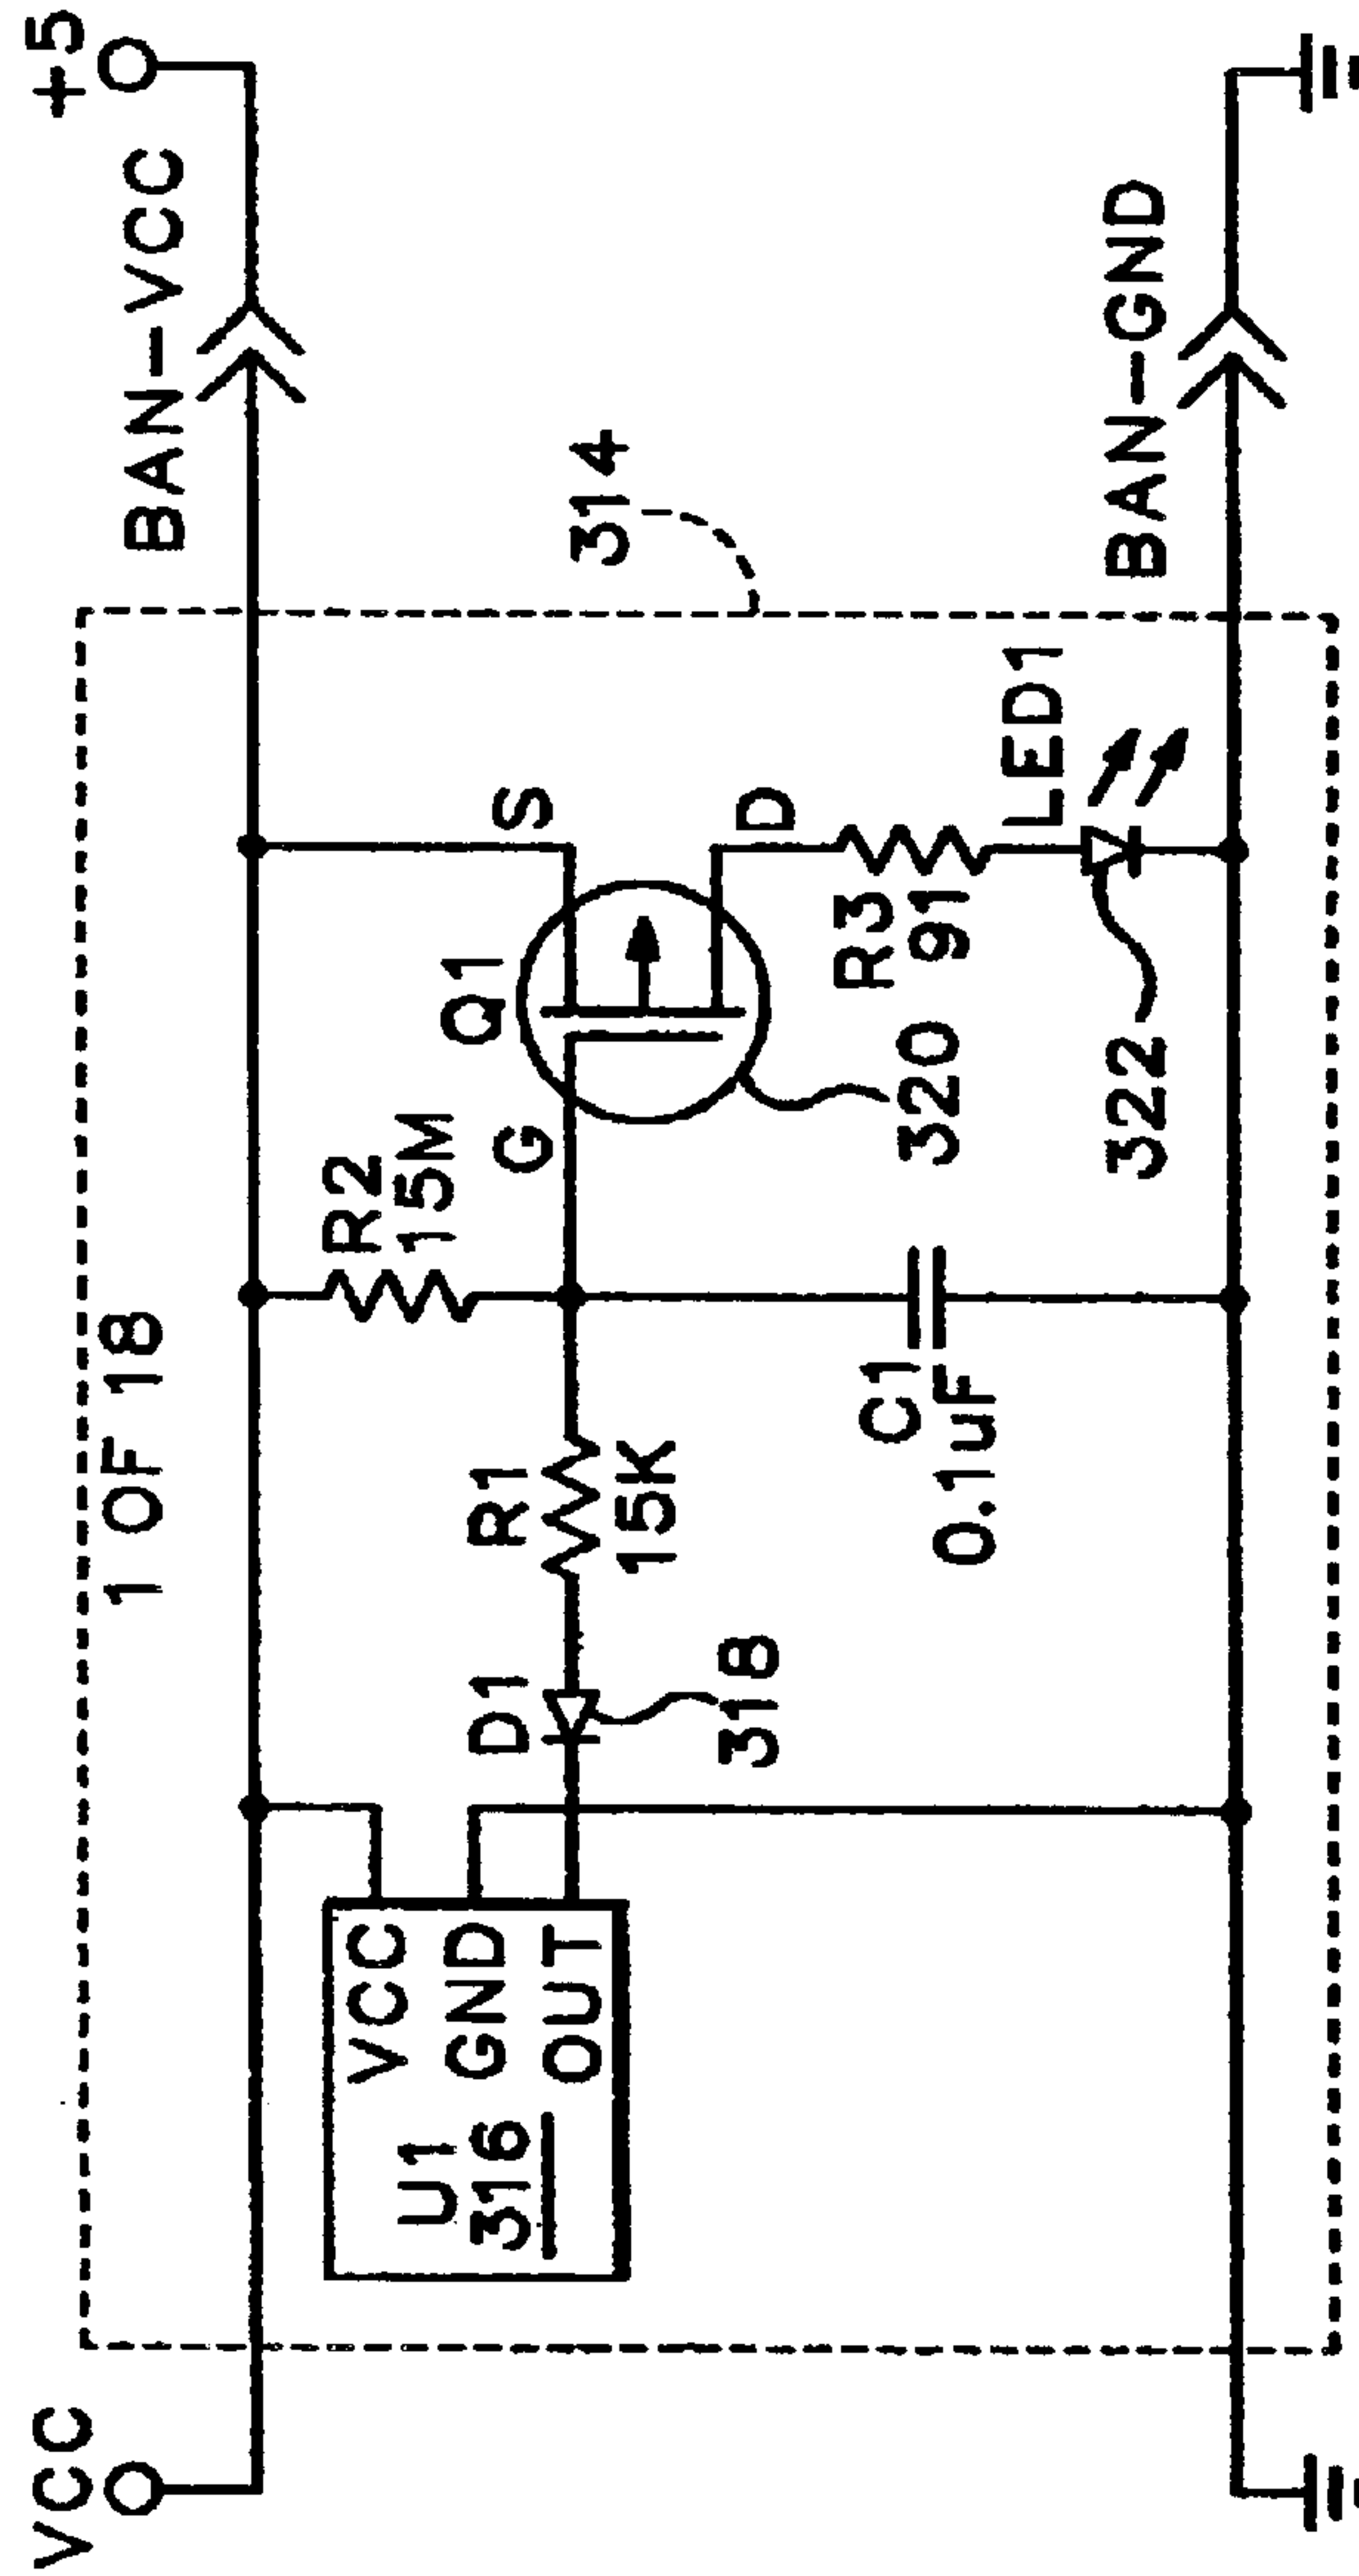 VCC
+5
BAN-VCC
1 OF 18
R2
15M
Q1
S
G
D
314
U1
316
VCC
GND
OUT
D1
318
R1
15K
320
R3
91
C1
0.1uF
LED1
322
BAN-GND